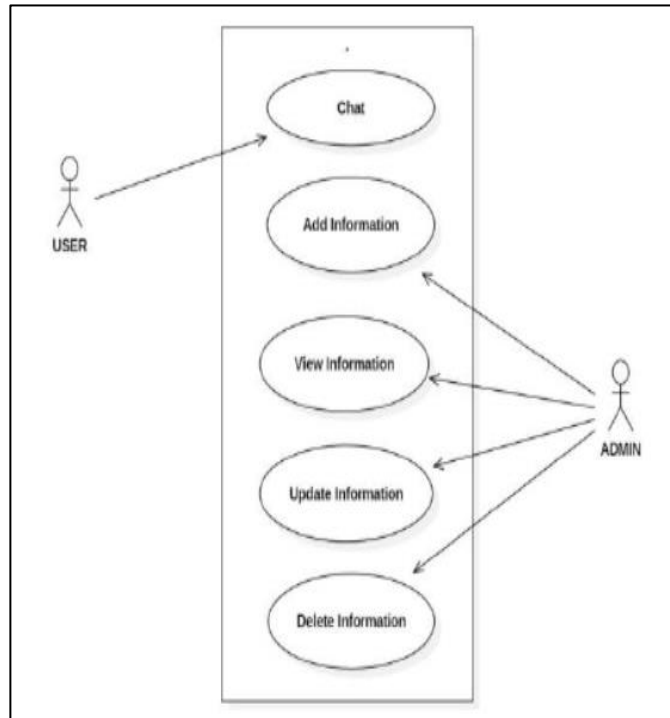 Chat
Add Information
USER
View Information
ADMIN
Update Information
Delete Information